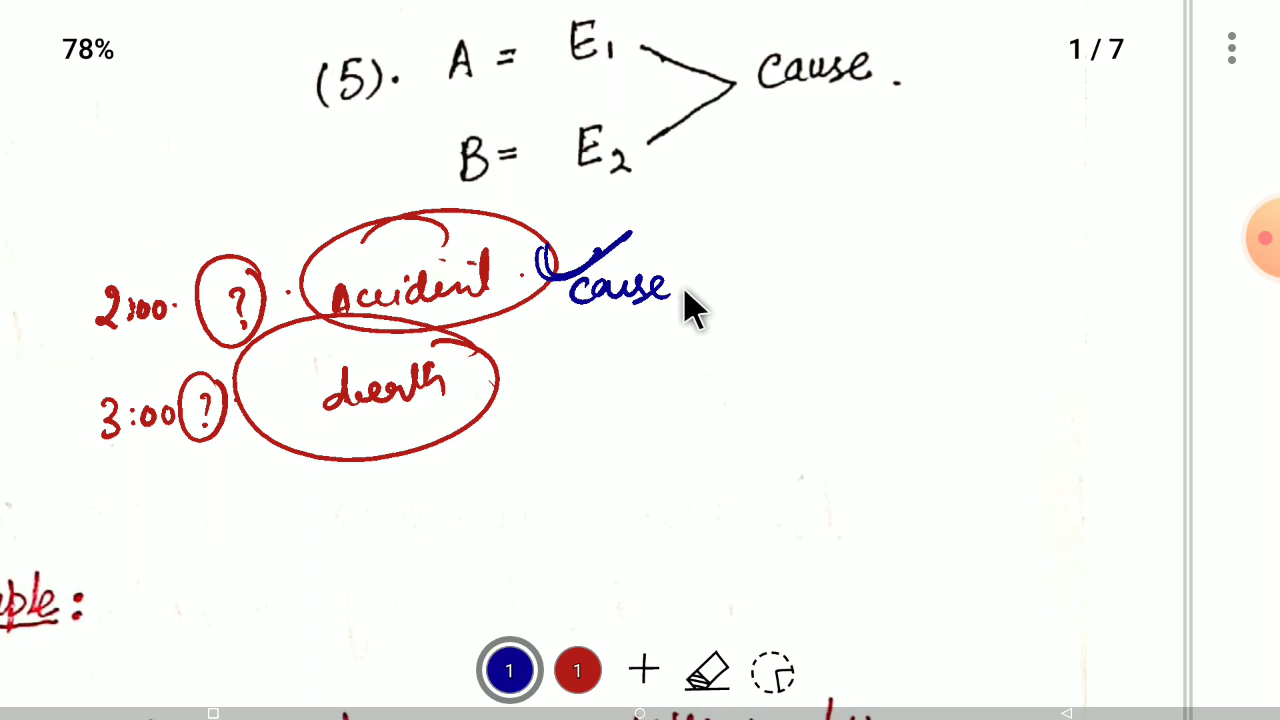 78%
1 / 7
(5). A = E1
cause.
B = E2
2:00. ? . Accident.
cause
3:00 ? death
ple:
1
1